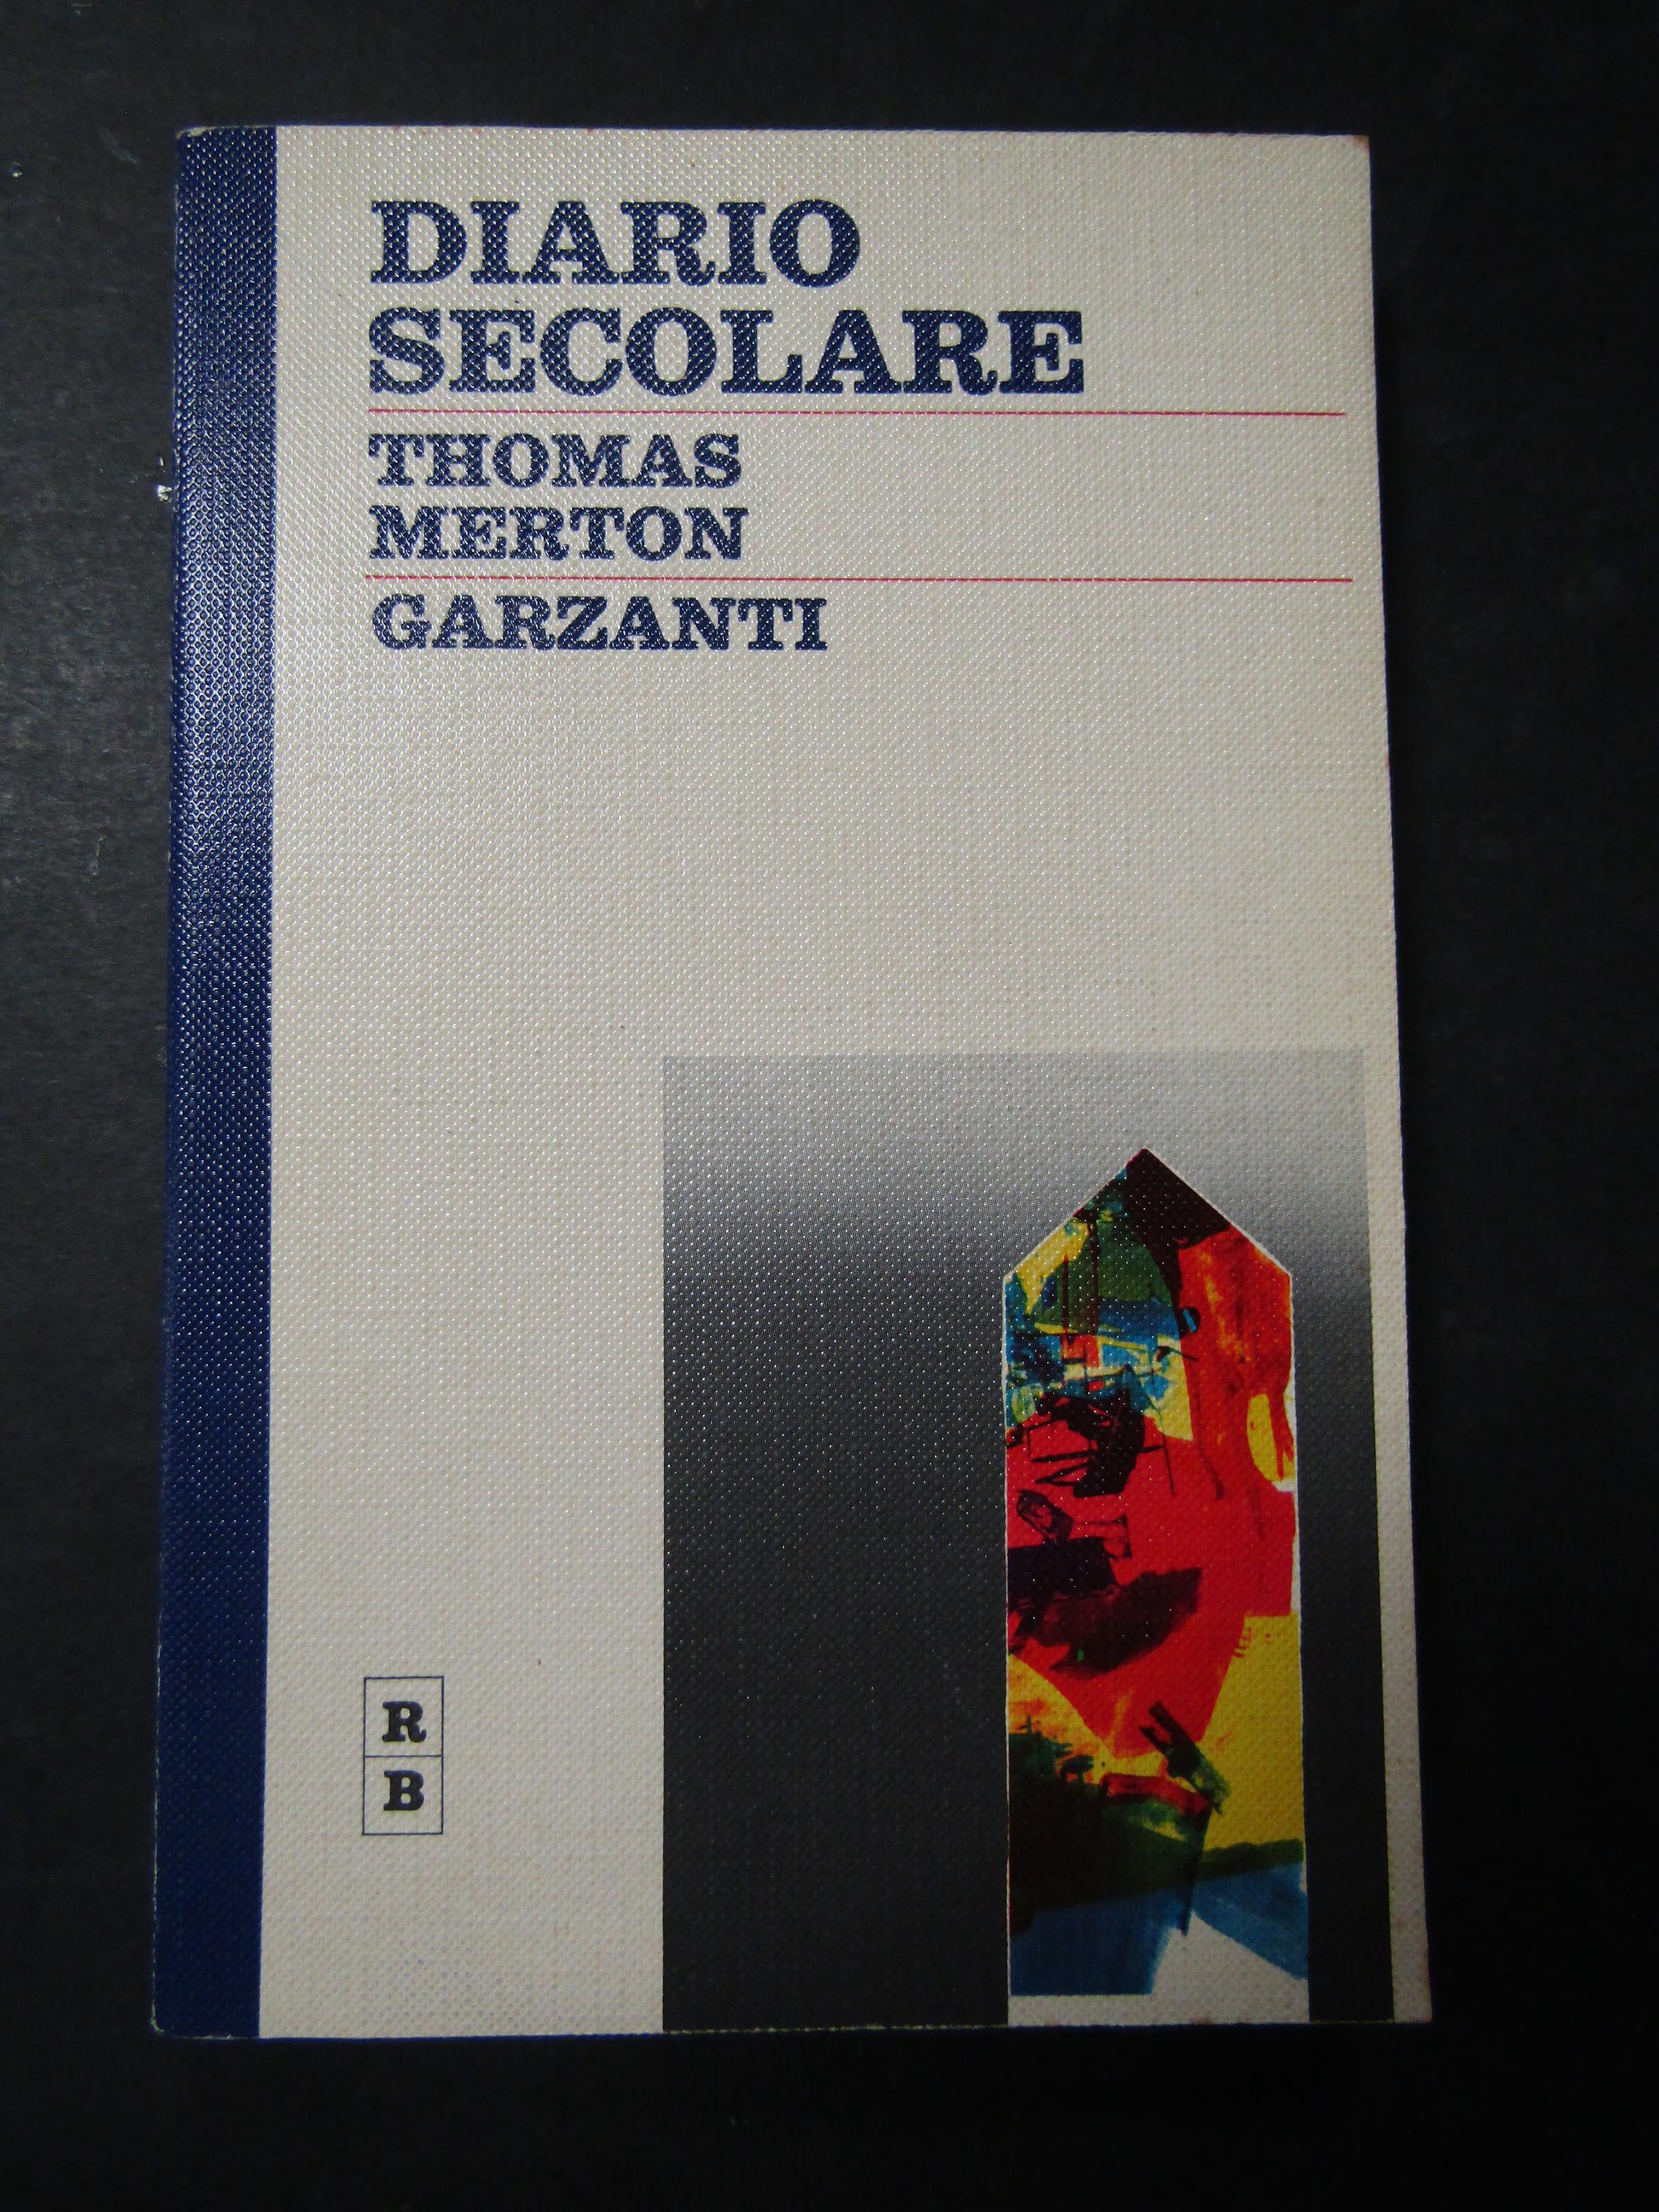 DIARIO
SECOLARE
THOMAS
MERTON
GARZANTI
R
B